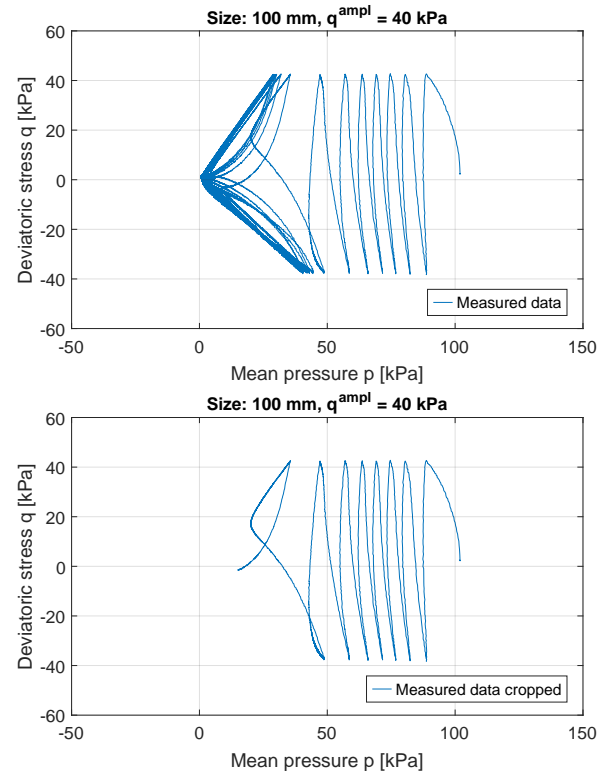 Size: 100 mm, q^ampl = 40 kPa
60
40
20
0
-20
-40
-60
Deviatoric stress q [kPa]
Measured data
-50 0 50 100 150
Mean pressure p [kPa]
Size: 100 mm, q^ampl = 40 kPa
60
40
20
0
-20
-40
-60
Deviatoric stress q [kPa]
Measured data cropped
-50 0 50 100 150
Mean pressure p [kPa]